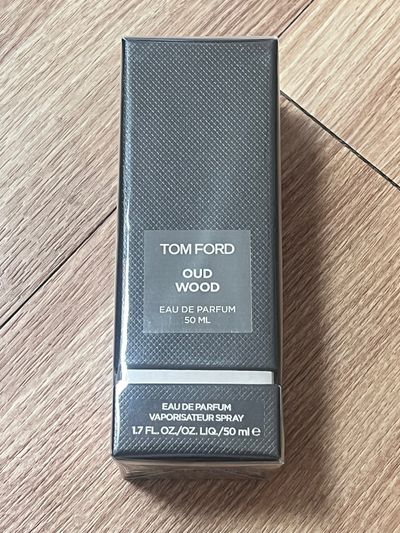 TOM FORD
OUD
WOOD
EAU DE PARFUM
50 ML
EAU DE PARFUM
VAPORISATEUR SPRAY
1.7 FL. OZ./OZ. LIQ./50 ml ℮